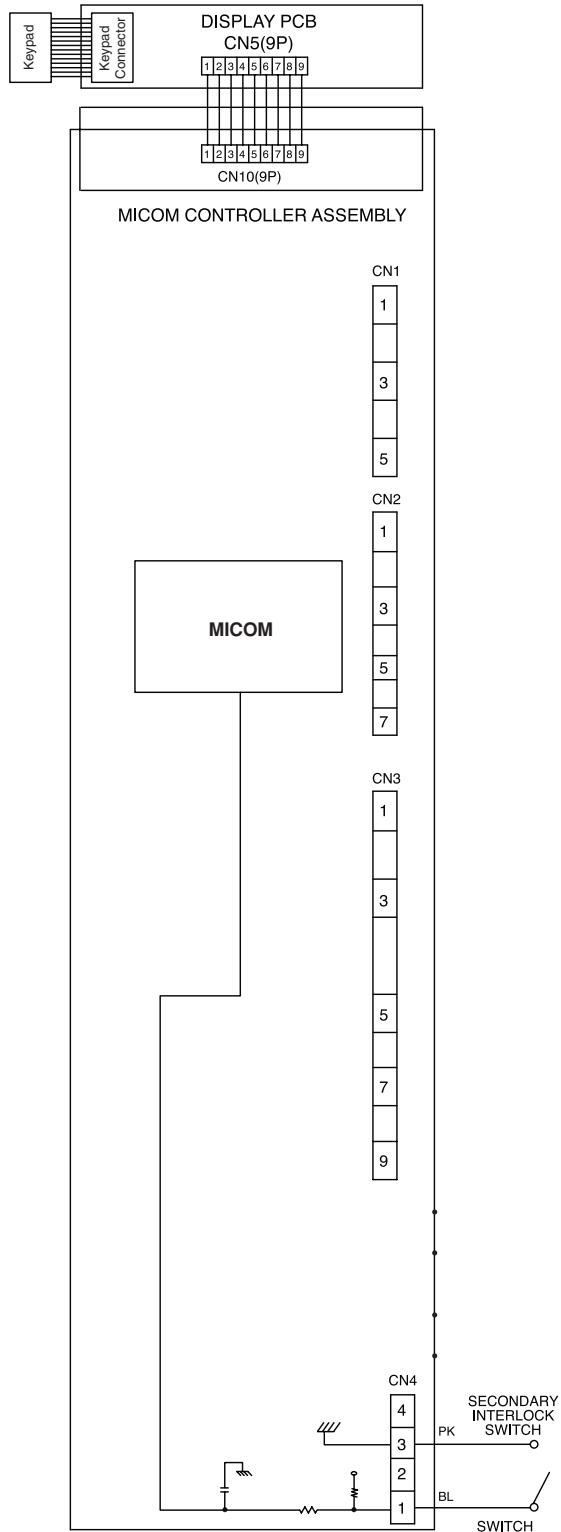 DISPLAY PCB
CN5(9P)
Keypad
Keypad
Connector
1 2 3 4 5 6 7 8 9
1 2 3 4 5 6 7 8 9
CN10(9P)
MICOM CONTROLLER ASSEMBLY
CN1
1
3
5
CN2
1
3
5
7
MICOM
CN3
1
3
5
7
9
CN4
4
3
2
1
SECONDARY
INTERLOCK
SWITCH
PK
BL
SWITCH